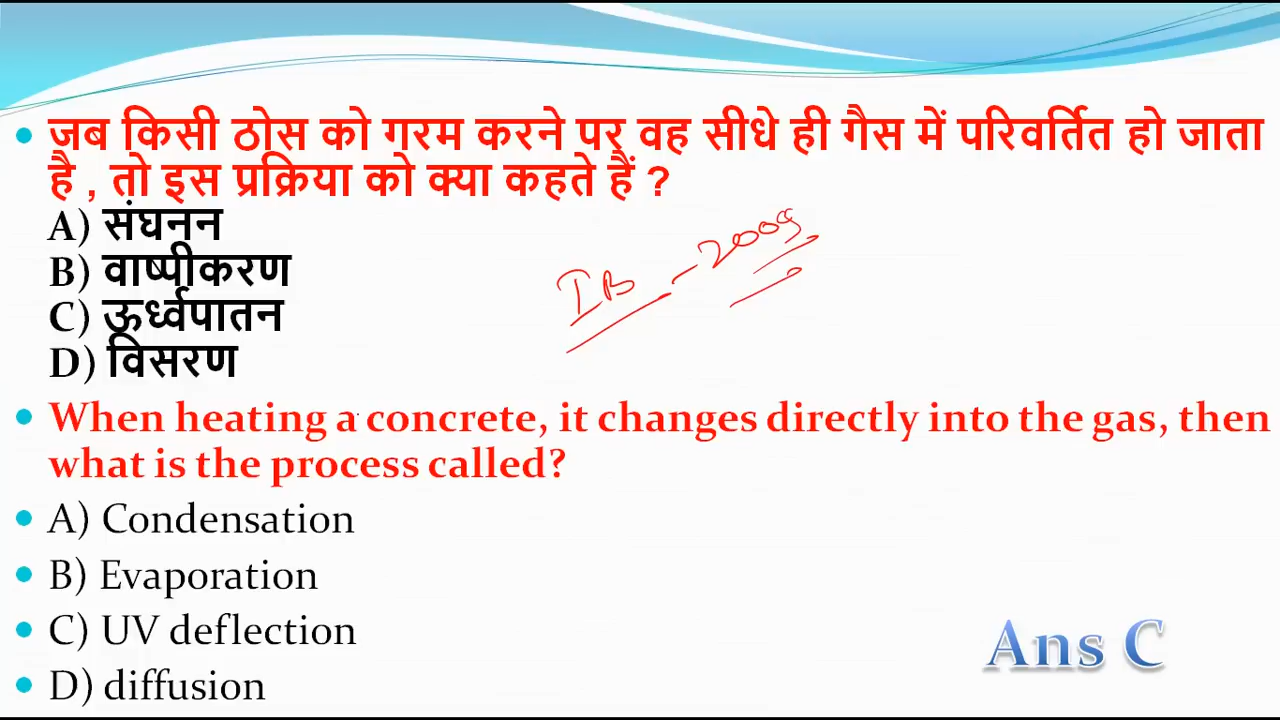 जब किसी ठोस को गरम करने पर वह सीधे ही गैस में परिवर्तित हो जाता
है , तो इस प्रक्रिया को क्या कहते हैं ?
A) संघनन
B) वाष्पीकरण
C) ऊर्ध्वपातन
D) विसरण
IB - 2009
When heating a concrete, it changes directly into the gas, then
what is the process called?
A) Condensation
B) Evaporation
C) UV deflection
D) diffusion
Ans C